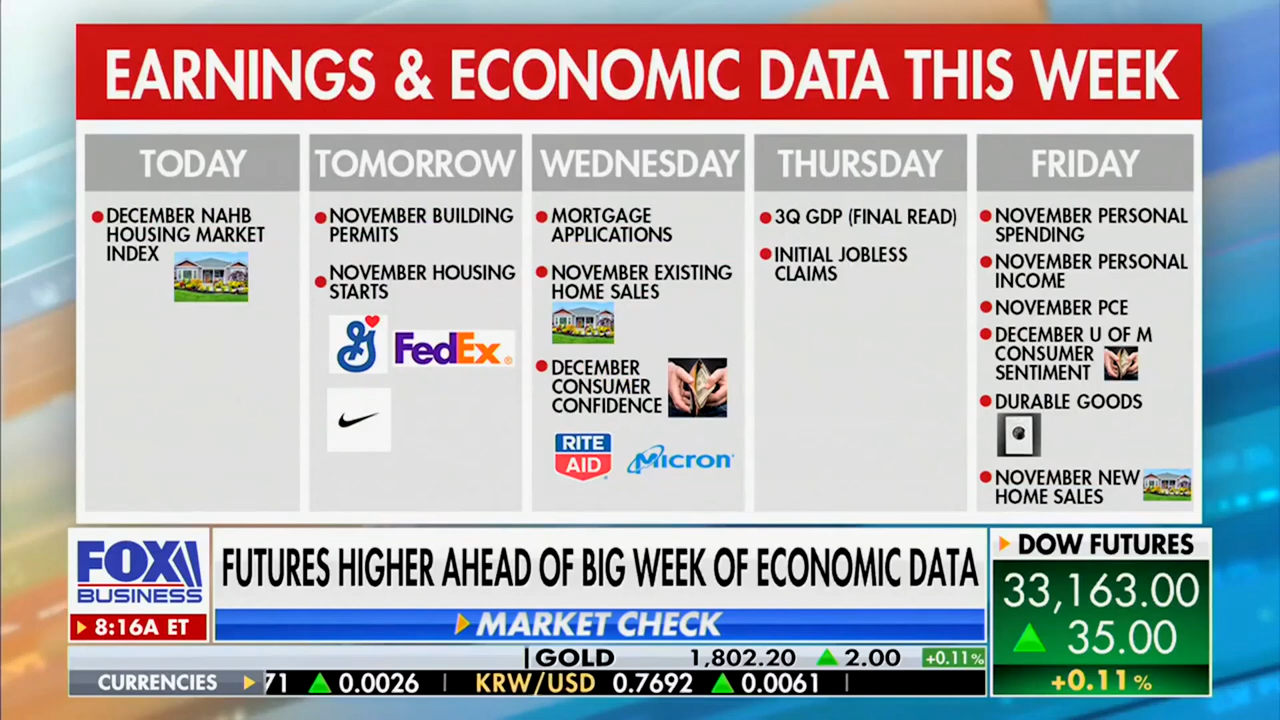 EARNINGS & ECONOMIC DATA THIS WEEK
TODAY
DECEMBER NAHB
HOUSING MARKET
INDEX
TOMORROW
NOVEMBER BUILDING
PERMITS
NOVEMBER HOUSING
STARTS
G
FedEx®
WEDNESDAY
MORTGAGE
APPLICATIONS
NOVEMBER EXISTING
HOME SALES
DECEMBER
CONSUMER
CONFIDENCE
RITE
AID
Micron
THURSDAY
3Q GDP (FINAL READ)
INITIAL JOBLESS
CLAIMS
FRIDAY
NOVEMBER PERSONAL
SPENDING
NOVEMBER PERSONAL
INCOME
NOVEMBER PCE
DECEMBER U OF M
CONSUMER
SENTIMENT
DURABLE GOODS
NOVEMBER NEW
HOME SALES
FOX
BUSINESS
8:16A ET
FUTURES HIGHER AHEAD OF BIG WEEK OF ECONOMIC DATA
MARKET CHECK
DOW FUTURES
33,163.00
35.00
+0.11%
GOLD 1,802.20 2.00 +0.11%
CURRENCIES 71 0.0026 KRW/USD 0.7692 0.0061